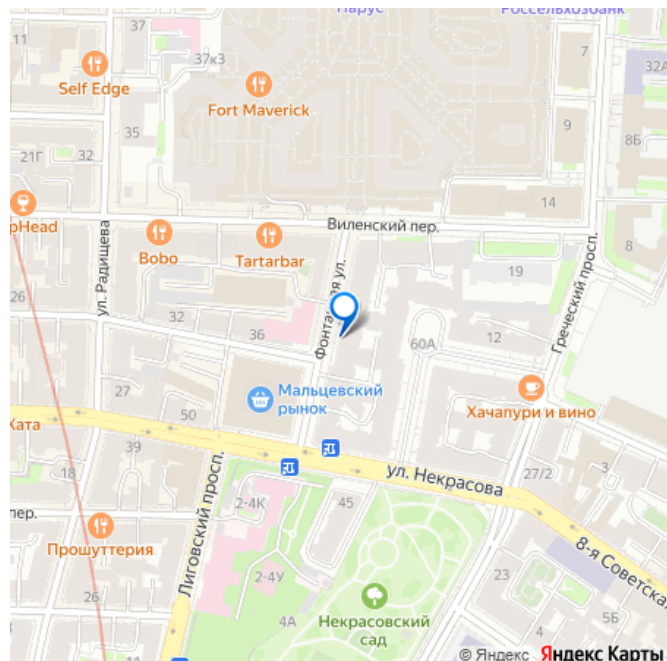 Парус
Россельхозбанк
37
11
37к3
7
32А
Self Edge
Fort Maverick
35
9
8Б
21Г
32
14
pHead
Виленский пер.
Bobo
Tartarbar
8
ул. Радищева
Фонтанная ул.
19
Греческий просп.
26
32
36
12
60А
27
Мальцевский
рынок
Хачапури и вино
50
Хата
39
18
ул. Некрасова
27/2
3
Лиговский просп.
2-4К
45
пер.
8-я Советская
Прошуттерия
2-4У
23
26
4А
Некрасовский
сад
5Б
4
© Яндекс Яндекс Карты